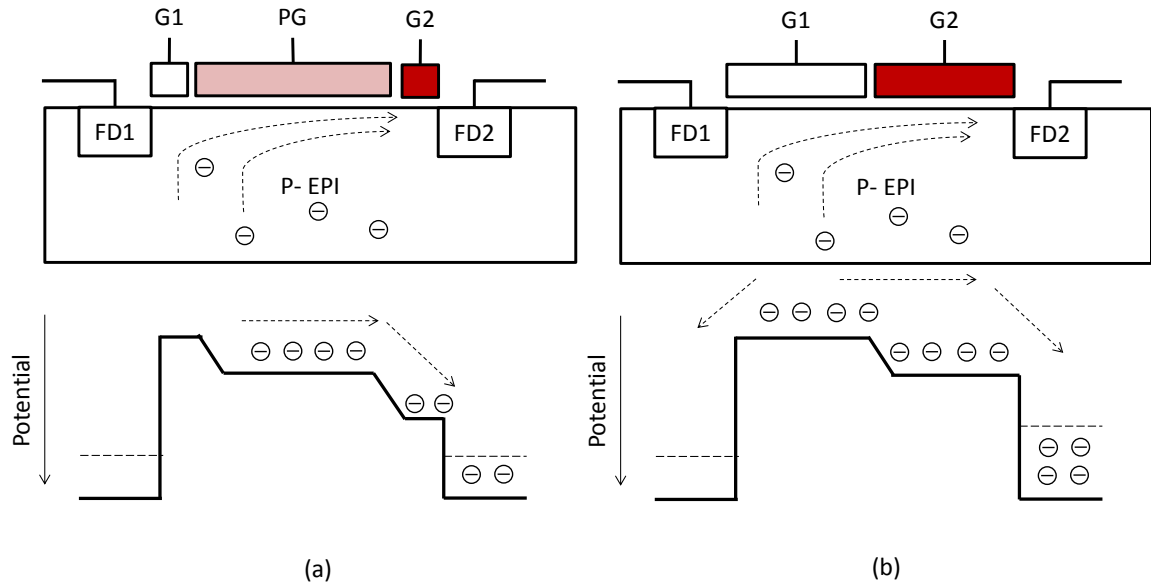 G1 PG G2
FD1 FD2
P- EPI
Potential
(a)
G1 G2
FD1 FD2
P- EPI
Potential
(b)